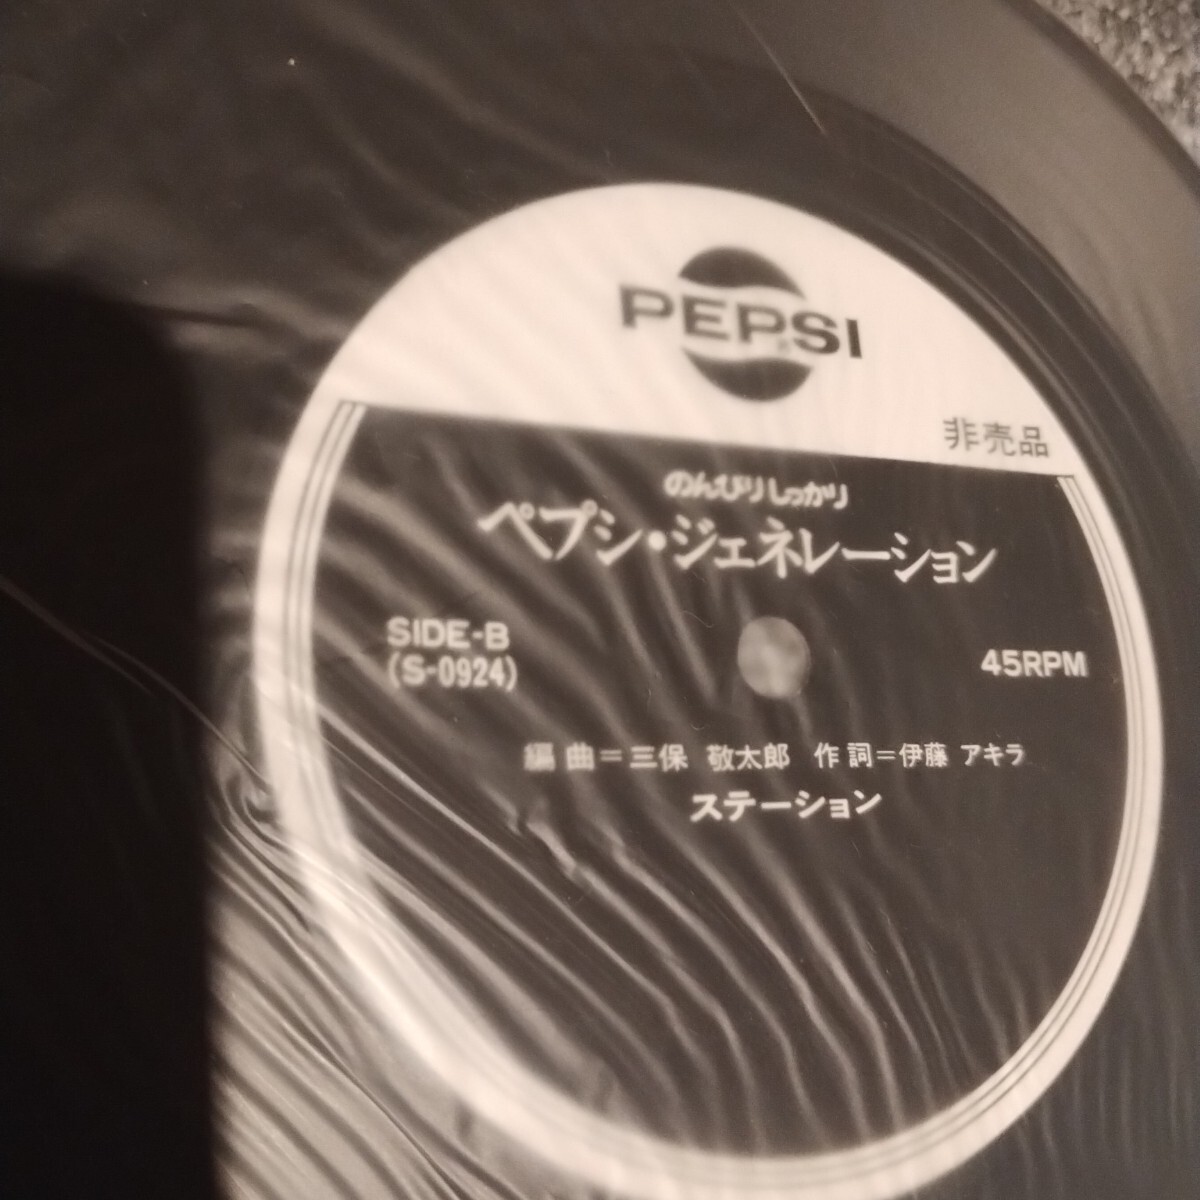 PEPSI
非売品
のんびりしっかり
ペプシ・ジェネレーション
SIDE-B
(S-0924)
45RPM
編曲=三保 敬太郎 作詞=伊藤 アキラ
ステーション